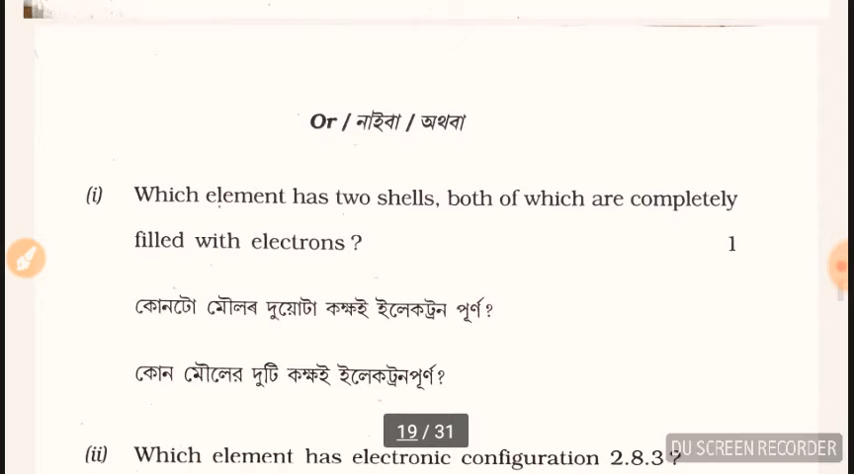 Or / নাইবা / অথবা
(i) Which element has two shells, both of which are completely
filled with electrons ? 1
কোনটো মৌলৰ দুয়োটা কক্ষই ইলেকট্ৰন পূৰ্ণ?
কোন মৌলের দুটি কক্ষই ইলেকট্রনপূর্ণ?
19 / 31
(ii) Which element has electronic configuration 2.8.3 ?
DU SCREEN RECORDER